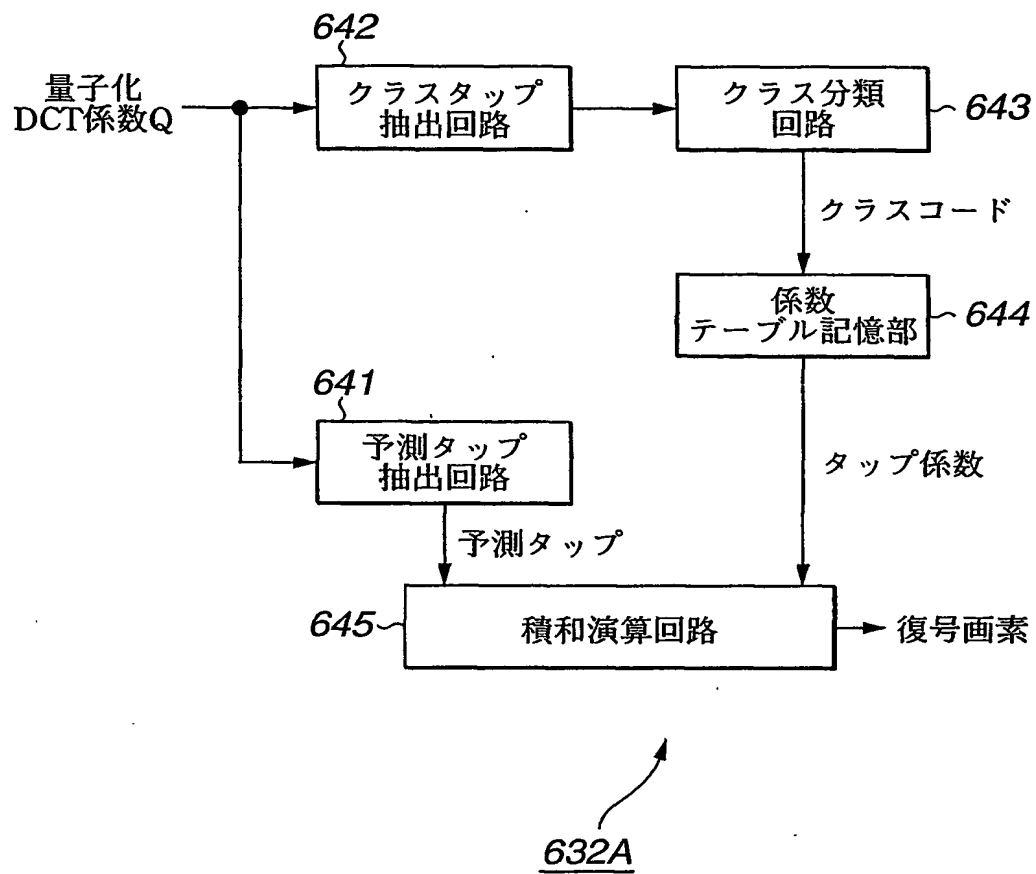 642
量子化
DCT係数Q
クラスタップ
抽出回路
クラス分類
回路
643
クラスコード
係数
テーブル記憶部
644
641
予測タップ
抽出回路
タップ係数
予測タップ
645
積和演算回路
復号画素
632A